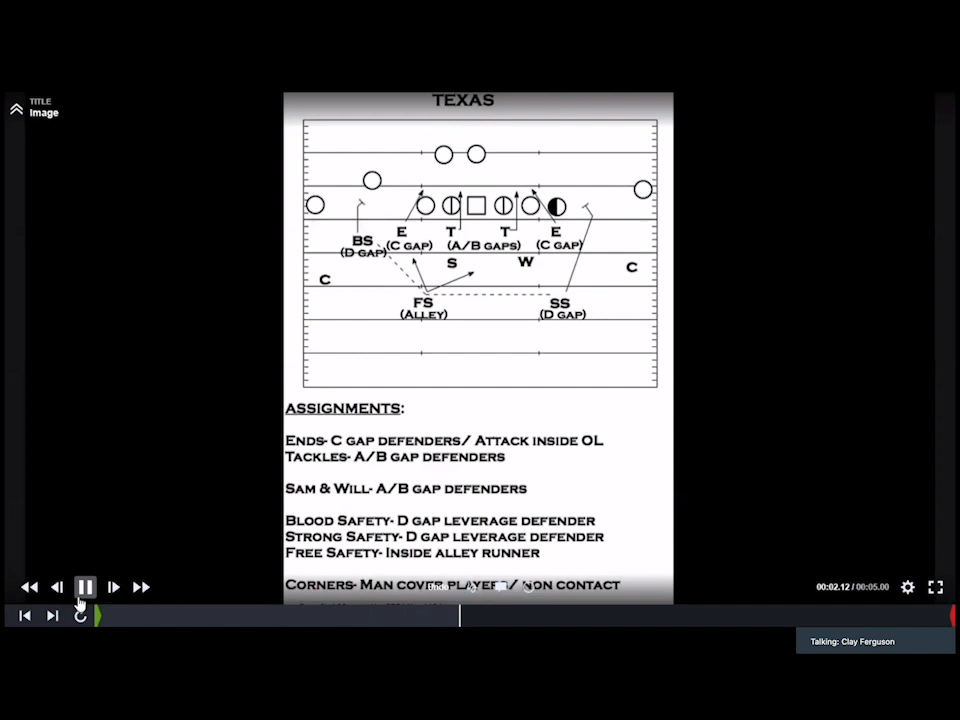 TITLE
Image
TEXAS
E T T E
BS (C GAP) (A/B GAPS) (C GAP)
(D GAP)
S W
C C
FS SS
(ALLEY) (D GAP)
ASSIGNMENTS:
ENDS- C GAP DEFENDERS/ ATTACK INSIDE OL
TACKLES- A/B GAP DEFENDERS
SAM & WILL- A/B GAP DEFENDERS
BLOOD SAFETY- D GAP LEVERAGE DEFENDER
STRONG SAFETY- D GAP LEVERAGE DEFENDER
FREE SAFETY- INSIDE ALLEY RUNNER
CORNERS- MAN COVER PLAYERS/ NON CONTACT
Undo
00:02.12 / 00:05.00
Talking: Clay Ferguson